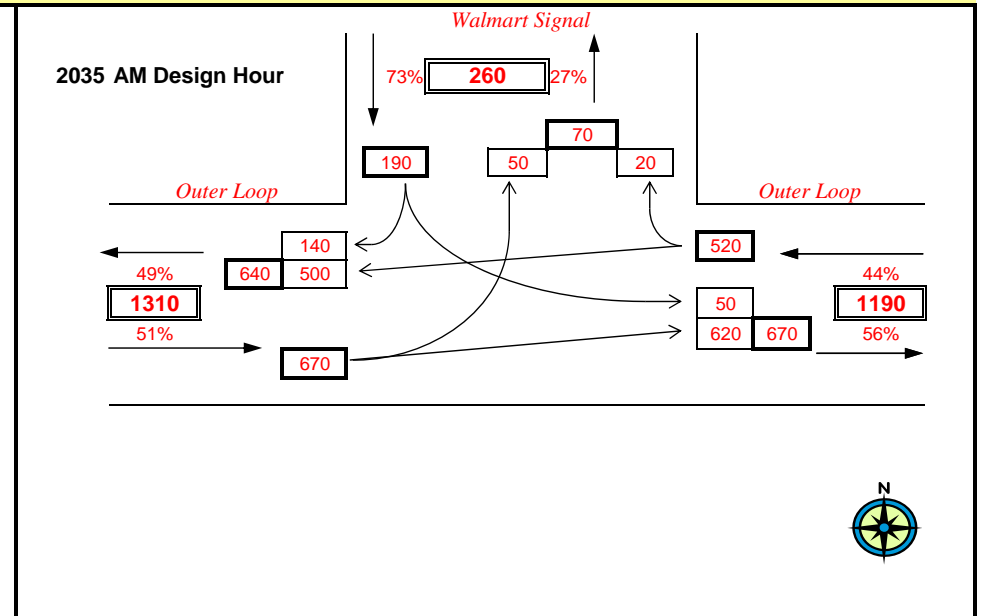 Walmart Signal
2035 AM Design Hour
73% 260 27%
70
190 50 20
Outer Loop Outer Loop
140 520
49% 640 500 44%
1310 50 1190
51% 620 670 56%
670
N